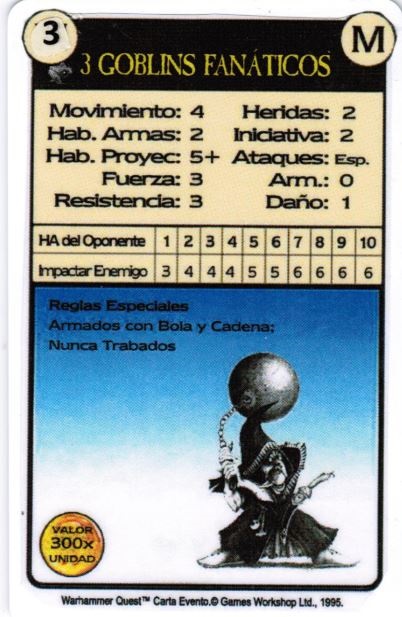 3
M
3 GOBLINS FANÁTICOS
Movimiento: 4 Heridas: 2
Hab. Armas: 2 Iniciativa: 2
Hab. Proyec: 5+ Ataques: Esp.
Fuerza: 3 Arm.: 0
Resistencia: 3 Daño: 1
HA del Oponente 1 2 3 4 5 6 7 8 9 10
Impactar Enemigo 3 4 4 4 5 5 6 6 6 6
Reglas Especiales
Armados con Bola y Cadena;
Nunca Trabados
VALOR
300x
UNIDAD
Warhammer Quest™ Carta Evento.© Games Workshop Ltd., 1995.